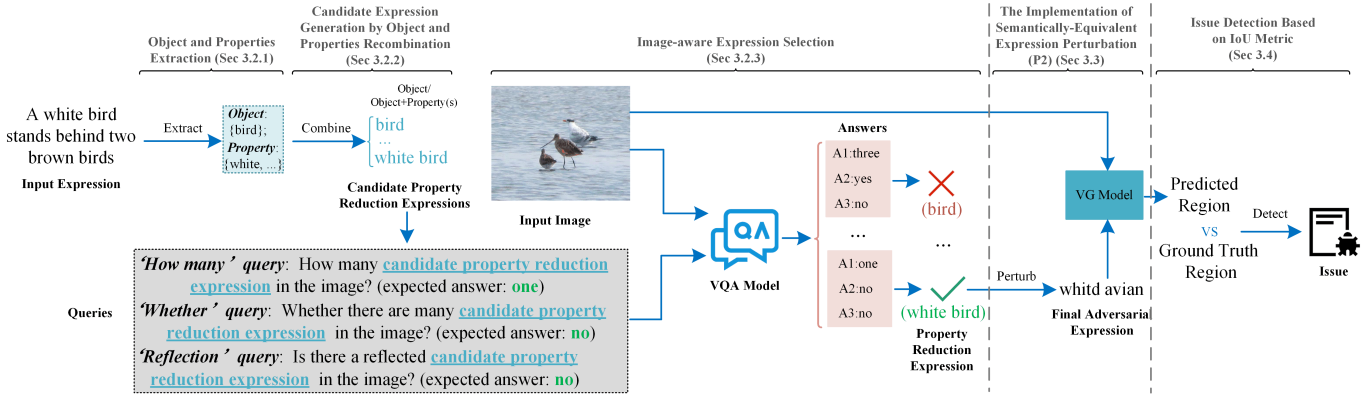 Object and Properties
Extraction (Sec 3.2.1)
Candidate Expression
Generation by Object and
Properties Recombination
(Sec 3.2.2)
Image-aware Expression Selection
(Sec 3.2.3)
The Implementation of
Semantically-Equivalent
Expression Perturbation
(P2) (Sec 3.3)
Issue Detection Based
on IoU Metric
(Sec 3.4)
A white bird
stands behind two
brown birds
Input Expression
Extract
Object:
{bird};
Property:
{white, ...}
Combine
Object/
Object+Property(s)
bird
...
white bird
Candidate Property
Reduction Expressions
Input Image
‘How many’ query: How many candidate property reduction
expression in the image? (expected answer: one)
‘Whether’ query: Whether there are many candidate property
reduction expression in the image? (expected answer: no)
‘Reflection’ query: Is there a reflected candidate property
reduction expression in the image? (expected answer: no)
Queries
QA
VQA Model
Answers
A1:three
A2:yes
A3:no
(bird)
...
...
A1:one
A2:no
A3:no
(white bird)
Property
Reduction
Expression
Perturb
whitd avian
Final Adversaria
Expression
VG Model
Predicted
Region
VS
Ground Truth
Region
Detect
Issue